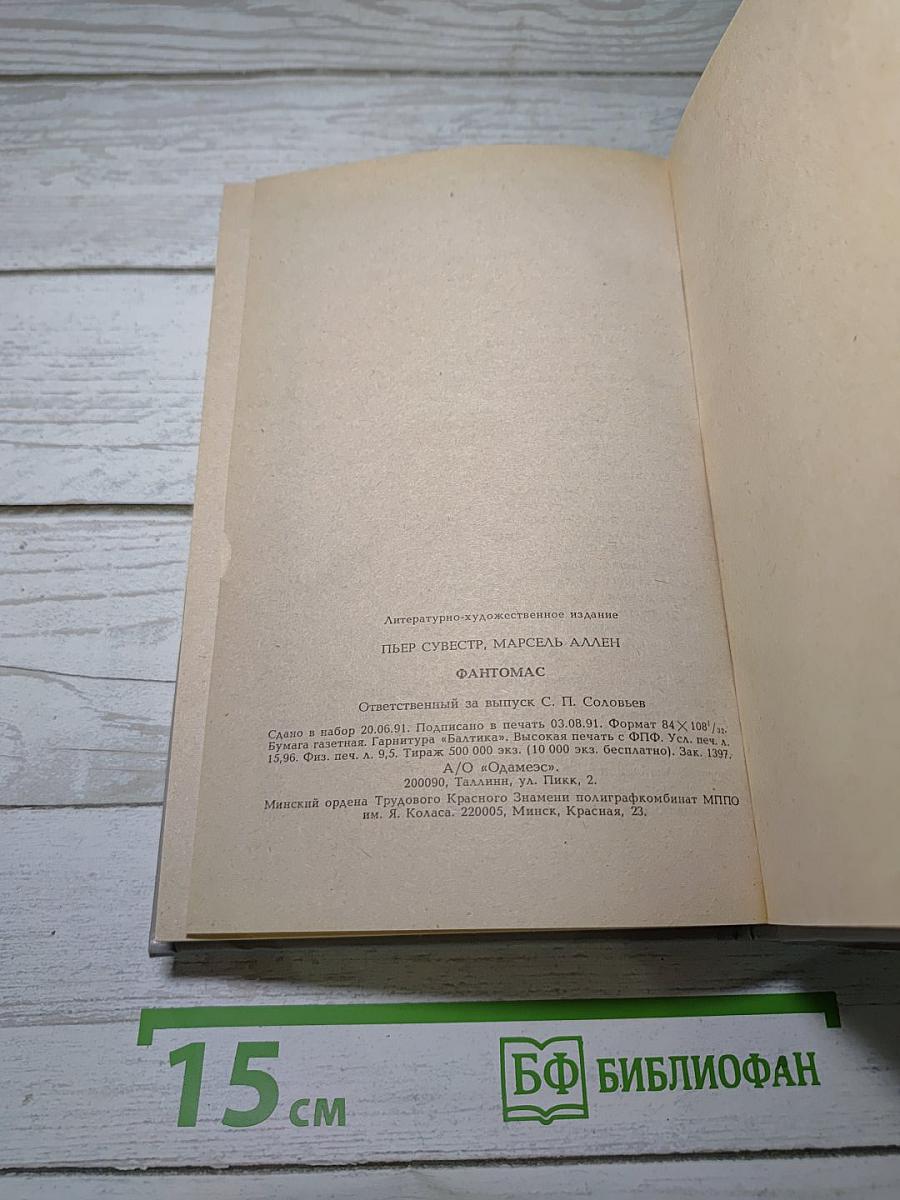 Литературно-художественное издание
ПЬЕР СУВЕСТР, МАРСЕЛЬ АЛЛЕН
ФАНТОМАС
Ответственный за выпуск С. П. Соловьев
Сдано в набор 20.06.91. Подписано в печать 03.08.91. Формат 84×108¹/₃₂.
Бумага газетная. Гарнитура «Балтика». Высокая печать с ФПФ. Усл. печ. л.
15,96. Физ. печ. л. 9,5. Тираж 500 000 экз. (10 000 экз. бесплатно). Зак. 1397.
А/О «Одамеэс».
200090, Таллинн, ул. Пикк, 2.
Минский ордена Трудового Красного Знамени полиграфкомбинат МППО
им. Я. Коласа. 220005, Минск, Красная, 23.
15 см
БФ БИБЛИОФАН